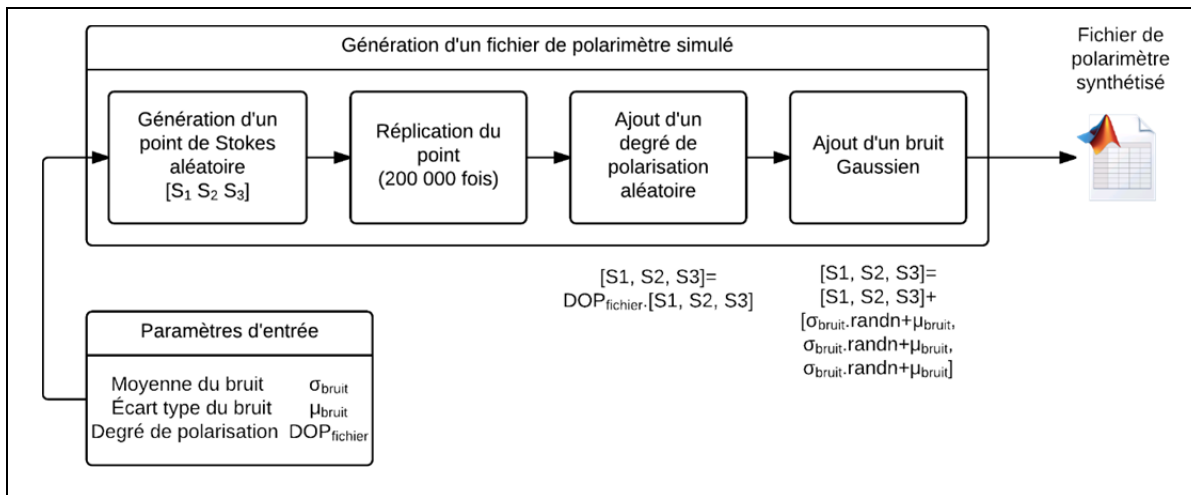 Génération d'un fichier de polarimètre simulé
Fichier de
polarimètre
synthétisé
Génération d'un
point de Stokes
aléatoire
[S₁ S₂ S₃]
Réplication du
point
(200 000 fois)
Ajout d'un
degré de
polarisation
aléatoire
Ajout d'un bruit
Gaussien
[S1, S2, S3]=
DOPfichier.[S1, S2, S3]
[S1, S2, S3]=
[S1, S2, S3]+
[σbruit.randn+μbruit,
σbruit.randn+μbruit,
σbruit.randn+μbruit]
Paramètres d'entrée
Moyenne du bruit σbruit
Écart type du bruit μbruit
Degré de polarisation DOPfichier